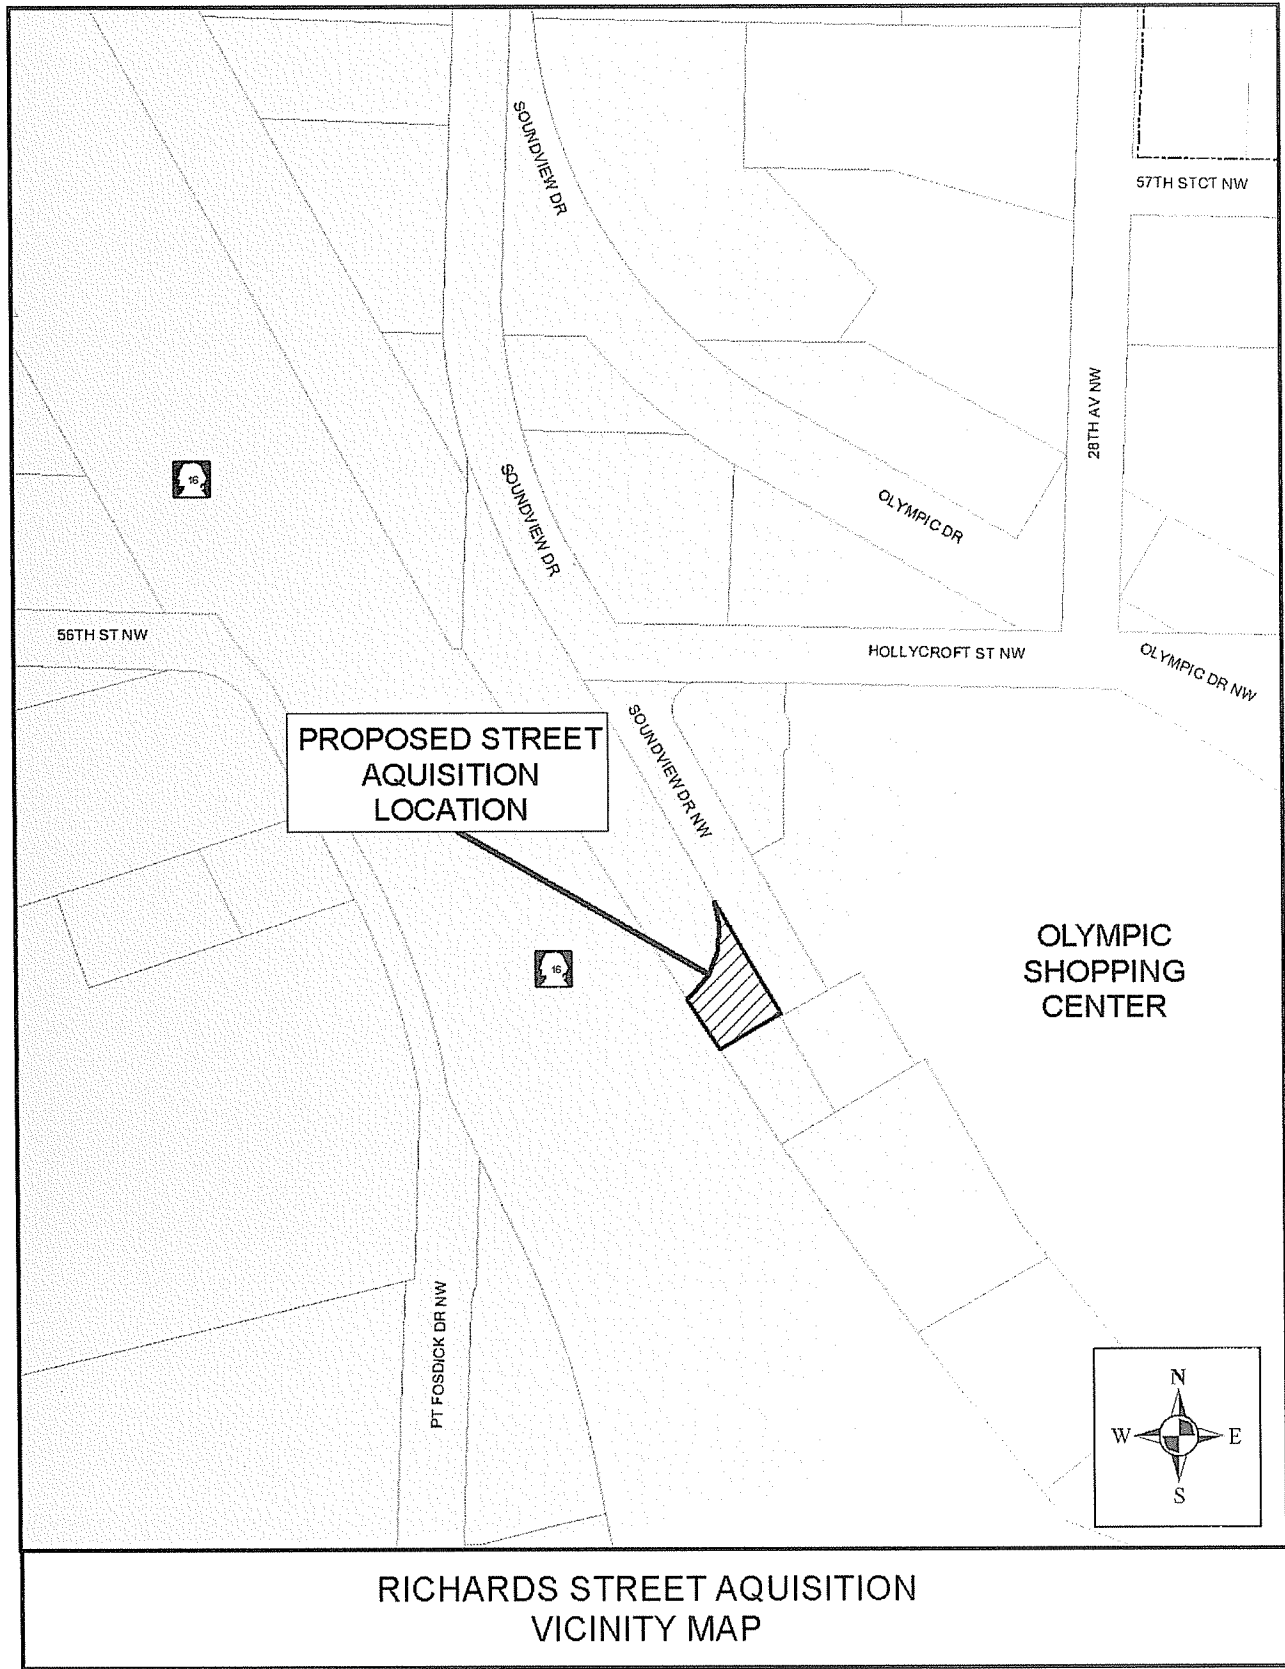 SOUNDVIEW DR
57TH STCT NW
28TH AV NW
16
SOUNDVIEW DR
OLYMPIC DR
56TH ST NW
HOLLYCROFT ST NW
OLYMPIC DR NW
PROPOSED STREET
AQUISITION
LOCATION
SOUNDVIEW DR NW
16
OLYMPIC
SHOPPING
CENTER
PT FOSDICK DR NW
N
W E
S
RICHARDS STREET AQUISITION
VICINITY MAP